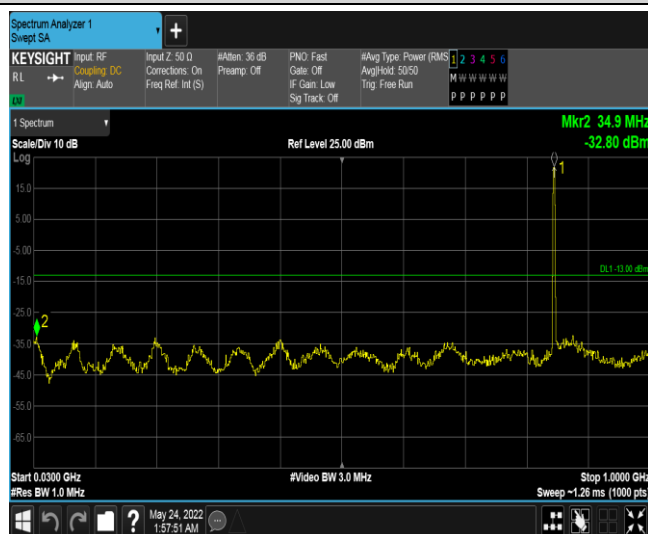 Spectrum Analyzer 1
Swept SA
+
KEYSIGHT
RL
LXI
Input: RF
Coupling: DC
Align: Auto
Input Z: 50 Ω
Corrections: On
Freq Ref: Int (S)
#Atten: 36 dB
Preamp: Off
PNO: Fast
Gate: Off
IF Gain: Low
Sig Track: Off
#Avg Type: Power (RMS
Avg|Hold: 50/50
Trig: Free Run
1 2 3 4 5 6
M W W W W W
P P P P P P
1 Spectrum
Mkr2 34.9 MHz
-32.80 dBm
Scale/Div 10 dB
Ref Level 25.00 dBm
Log
15.0
5.00
-5.00
-15.0
-25.0
-35.0
-45.0
-55.0
-65.0
1
DL1 -13.00 dBm
2
Start 0.0300 GHz
#Video BW 3.0 MHz
Stop 1.0000 GHz
#Res BW 1.0 MHz
Sweep ~1.26 ms (1000 pts)
?
May 24, 2022
1:57:51 AM